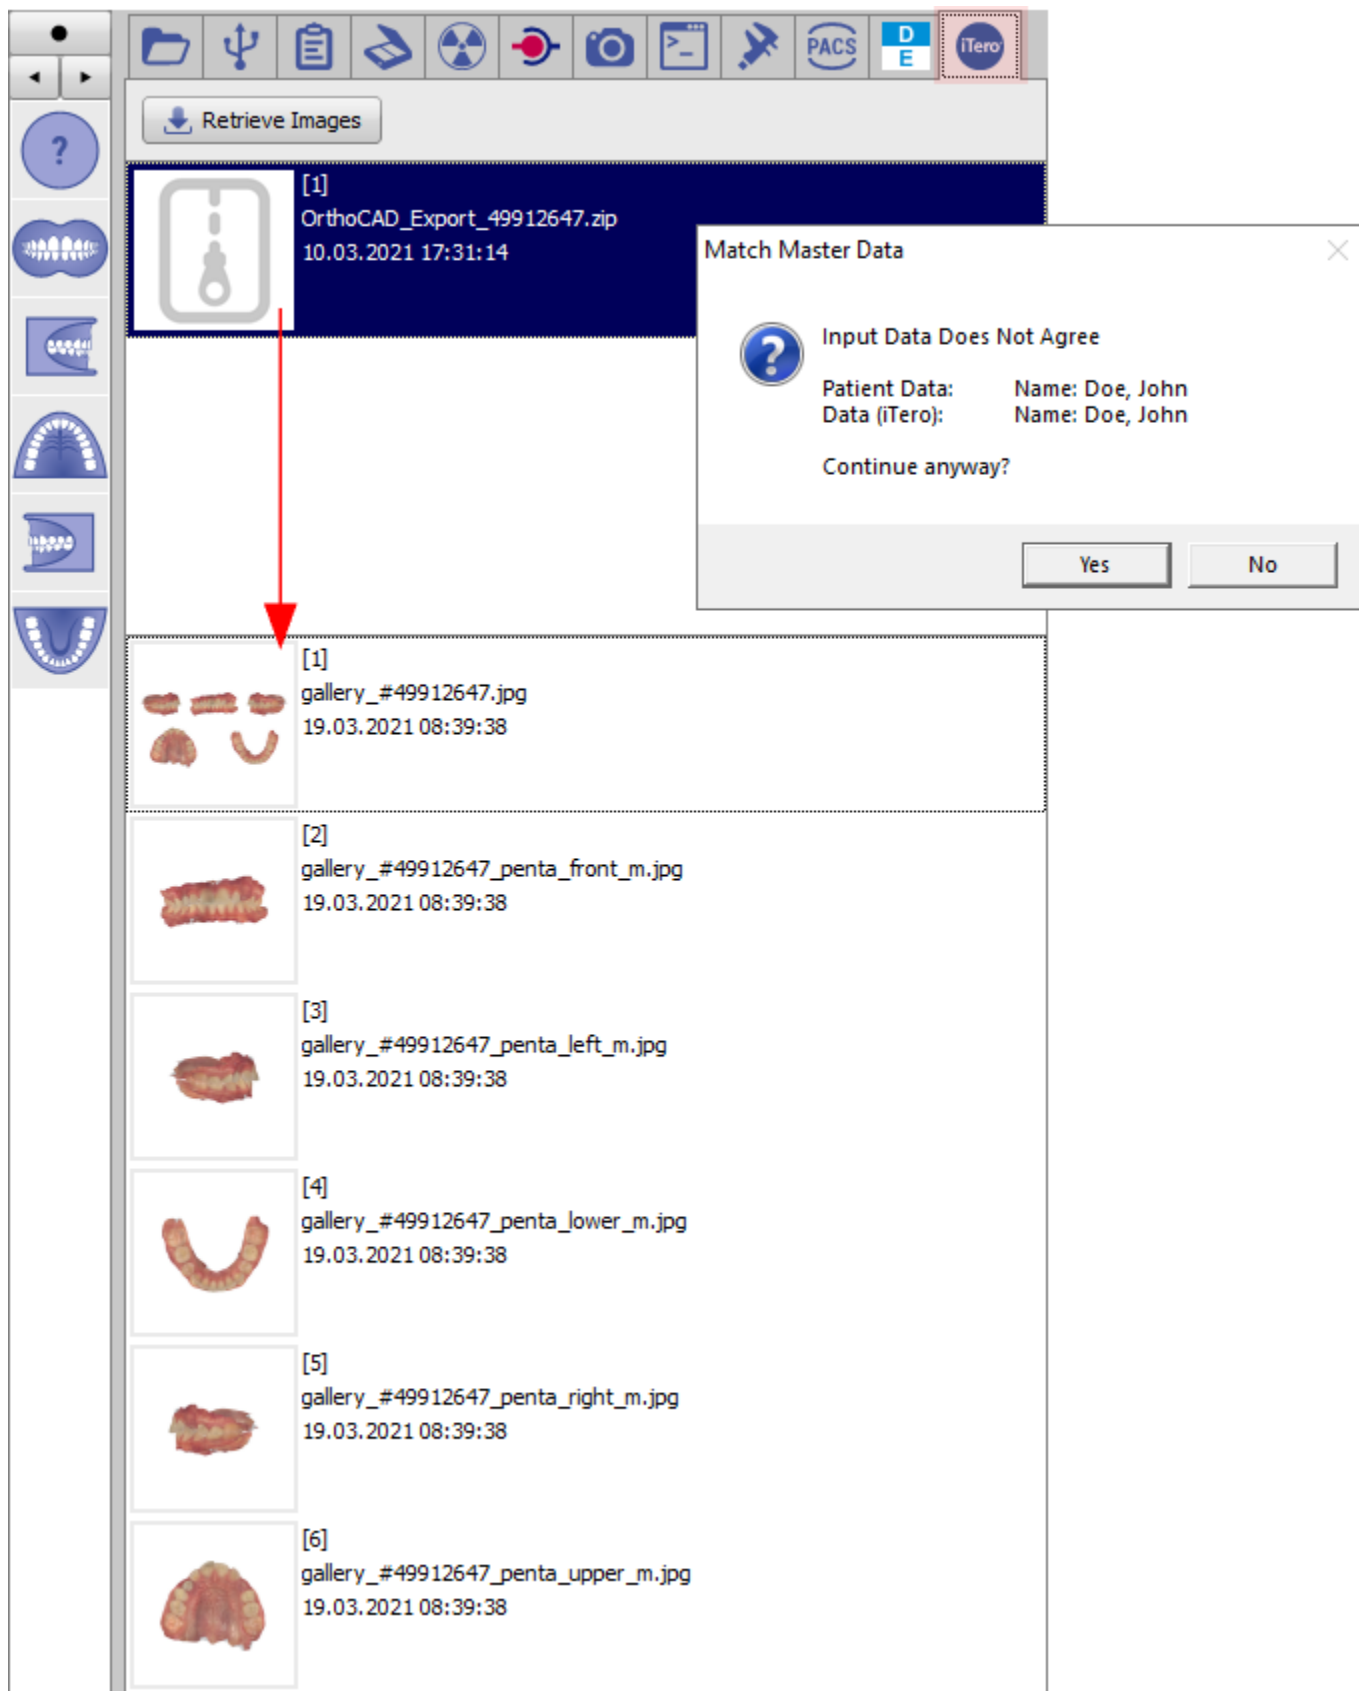 PACS
D
E
iTero
Retrieve Images
?
[1]
OrthoCAD_Export_49912647.zip
10.03.2021 17:31:14
Match Master Data
?
Input Data Does Not Agree
Patient Data: Name: Doe, John
Data (iTero): Name: Doe, John
Continue anyway?
Yes No
[1]
gallery_#49912647.jpg
19.03.2021 08:39:38
[2]
gallery_#49912647_penta_front_m.jpg
19.03.2021 08:39:38
[3]
gallery_#49912647_penta_left_m.jpg
19.03.2021 08:39:38
[4]
gallery_#49912647_penta_lower_m.jpg
19.03.2021 08:39:38
[5]
gallery_#49912647_penta_right_m.jpg
19.03.2021 08:39:38
[6]
gallery_#49912647_penta_upper_m.jpg
19.03.2021 08:39:38